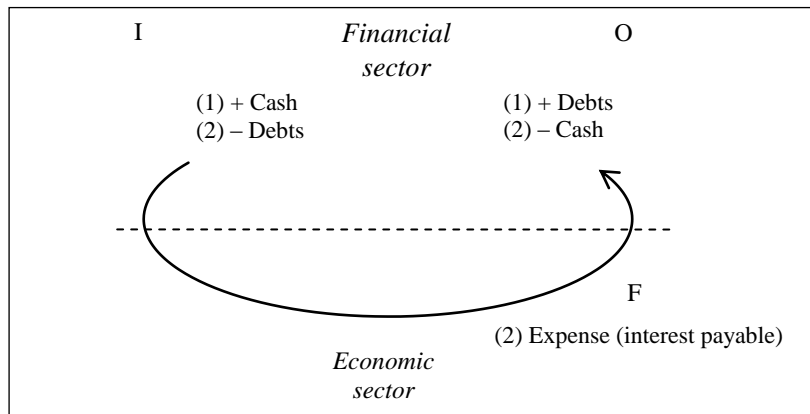 I
Financial
sector
O
(1) + Cash
(2) – Debts
(1) + Debts
(2) – Cash
F
(2) Expense (interest payable)
Economic
sector